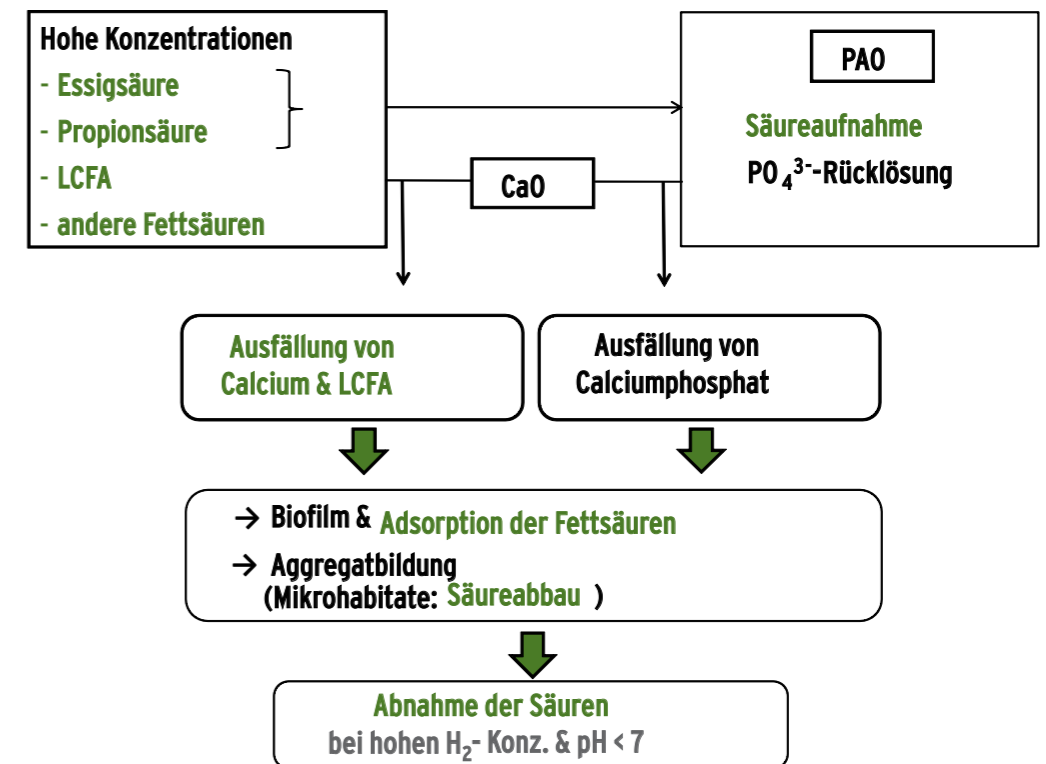 Hohe Konzentrationen
- Essigsäure
- Propionsäure
- LCFA
- andere Fettsäuren
PAO
Säureaufnahme
PO₄³⁻-Rücklösung
CaO
Ausfällung von
Calcium & LCFA
Ausfällung von
Calciumphosphat
→ Biofilm & Adsorption der Fettsäuren
→ Aggregatbildung
(Mikrohabitate: Säureabbau )
Abnahme der Säuren
bei hohen H₂- Konz. & pH < 7